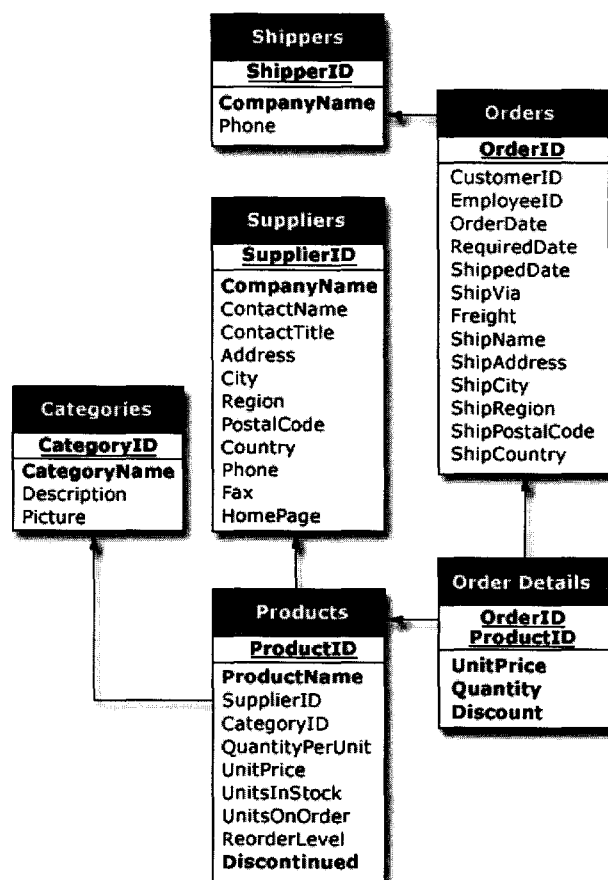 Shippers
ShipperID
CompanyName
Phone
Orders
OrderID
CustomerID
EmployeeID
OrderDate
RequiredDate
ShippedDate
ShipVia
Freight
ShipName
ShipAddress
ShipCity
ShipRegion
ShipPostalCode
ShipCountry
Suppliers
SupplierID
CompanyName
ContactName
ContactTitle
Address
City
Region
PostalCode
Country
Phone
Fax
HomePage
Categories
CategoryID
CategoryName
Description
Picture
Products
ProductID
ProductName
SupplierID
CategoryID
QuantityPerUnit
UnitPrice
UnitsInStock
UnitsOnOrder
ReorderLevel
Discontinued
Order Details
OrderID
ProductID
UnitPrice
Quantity
Discount